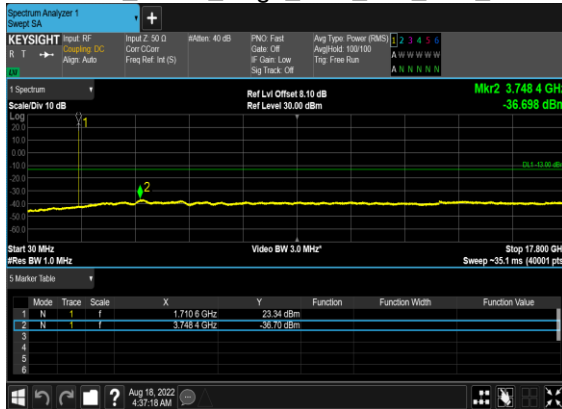 Spectrum Analyzer 1
Swept SA
+
KEYSIGHT
R T
LW
Input: RF
Coupling: DC
Align: Auto
Input Z: 50 Ω
Corr CCorr
Freq Ref: Int (S)
#Atten: 40 dB
PNO: Fast
Gate: Off
IF Gain: Low
Sig Track: Off
Avg Type: Power (RMS)
Avg|Hold: 100/100
Trig: Free Run
1 2 3 4 5 6
A W W W W W
A N N N N N
1 Spectrum
Scale/Div 10 dB
Ref Lvl Offset 8.10 dB
Ref Level 30.00 dBm
Mkr2 3.748 4 GHz
-36.698 dBm
Log
20.0
10.0
0.00
-10.0
-20.0
-30.0
-40.0
-50.0
-60.0
1
2
DL1 -13.00 dBm
Start 30 MHz
#Res BW 1.0 MHz
Video BW 3.0 MHz*
Stop 17.800 GHz
Sweep ~35.1 ms (40001 pts)
5 Marker Table
Mode Trace Scale X Y Function Function Width Function Value
1 N 1 f 1.710 6 GHz 23.34 dBm
2 N 1 f 3.748 4 GHz -36.70 dBm
3
4
5
6
?
Aug 18, 2022
4:37:18 AM